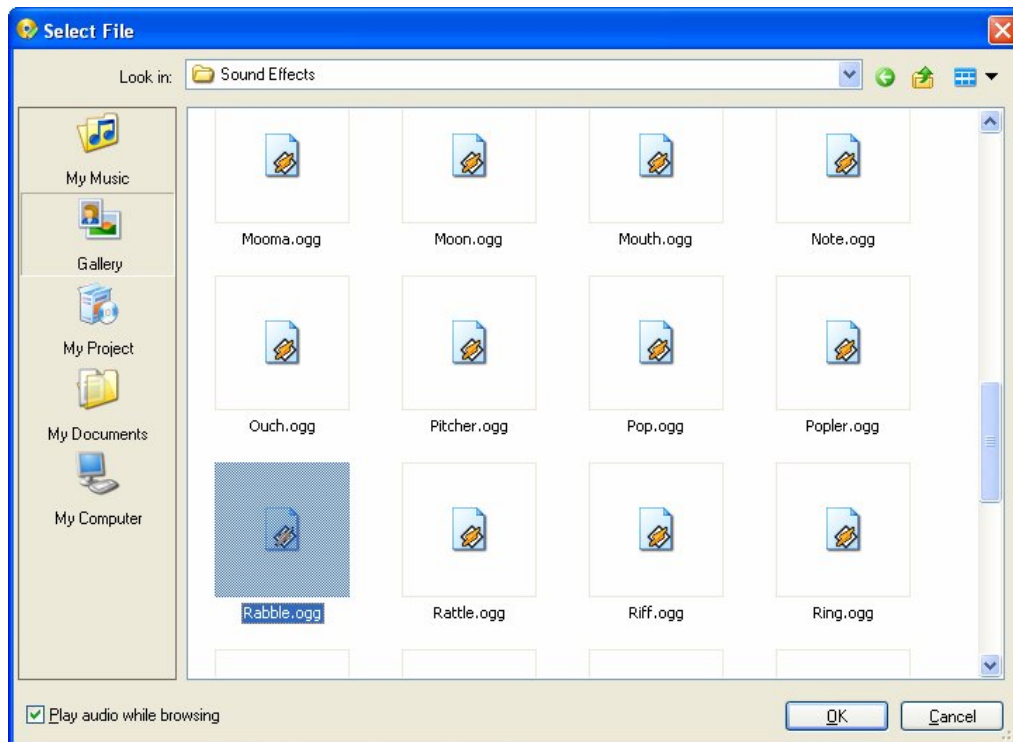 Select File
Look in: Sound Effects
My Music
Gallery
My Project
My Documents
My Computer
Mooma.ogg Moon.ogg Mouth.ogg Note.ogg
Ouch.ogg Pitcher.ogg Pop.ogg Popler.ogg
Rabble.ogg Rattle.ogg Riff.ogg Ring.ogg
Play audio while browsing
OK Cancel